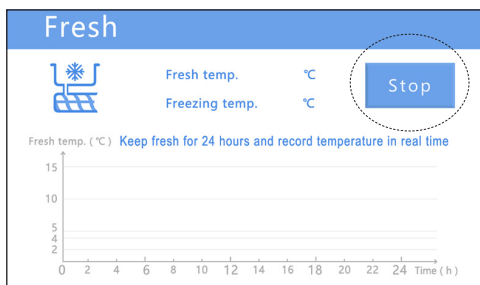 Fresh
Fresh temp. ℃
Stop
Freezing temp. ℃
Fresh temp. (℃) Keep fresh for 24 hours and record temperature in real time
15
10
5
4
2
0 2 4 6 8 10 12 14 16 18 20 22 24 Time (h)